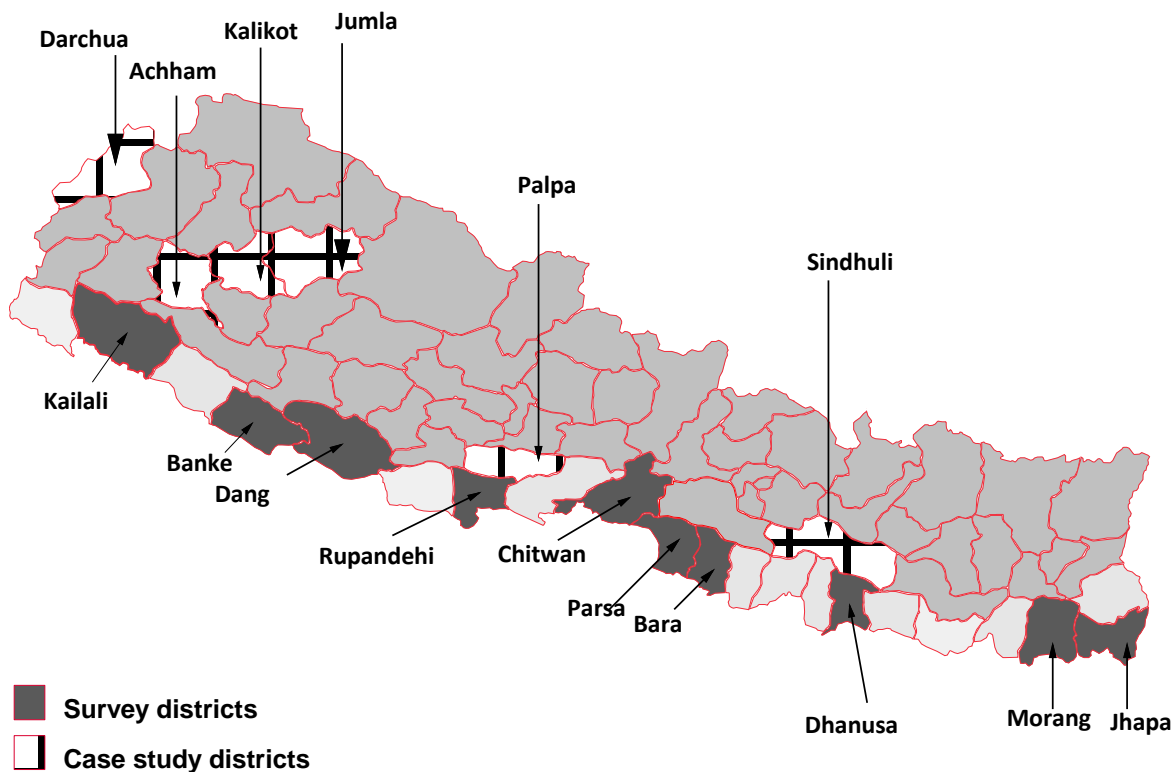 Jumla
Kalikot
Darchua
Achham
Palpa
Sindhuli
Kailali
Banke
Dang
Rupandehi
Chitwan
Parsa
Bara
Dhanusa
Morang
Jhapa
Survey districts
Case study districts